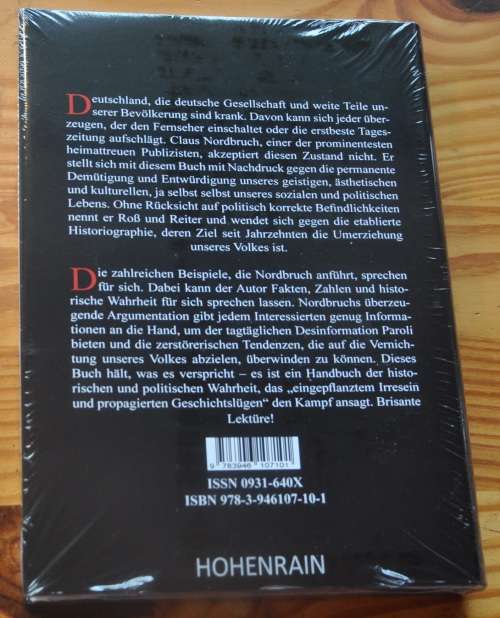 Deutschland, die deutsche Gesellschaft und weite Teile un-
serer Bevölkerung sind krank. Davon kann sich jeder über-
zeugen, der den Fernseher einschaltet oder die erstbeste Tages-
zeitung aufschlägt. Claus Nordbruch, einer der prominentesten
heimattreuen Publizisten, akzeptiert diesen Zustand nicht. Er
stellt sich mit diesem Buch mit Nachdruck gegen die permanente
Demütigung und Entwürdigung unseres geistigen, ästhetischen
und kulturellen, ja selbst selbst unseres sozialen und politischen
Lebens. Ohne Rücksicht auf politisch korrekte Befindlichkeiten
nennt er Roß und Reiter und wendet sich gegen die etablierte
Historiographie, deren Ziel seit Jahrzehnten die Umerziehung
unseres Volkes ist.
Die zahlreichen Beispiele, die Nordbruch anführt, sprechen
für sich. Dabei kann der Autor Fakten, Zahlen und histo-
rische Wahrheit für sich sprechen lassen. Nordbruchs überzeu-
gende Argumentation gibt jedem Interessierten genug Informa-
tionen an die Hand, um der tagtäglichen Desinformation Paroli
bieten und die zerstörerischen Tendenzen, die auf die Vernich-
tung unseres Volkes abzielen, überwinden zu können. Dieses
Buch hält, was es verspricht – es ist ein Handbuch der histo-
rischen und politischen Wahrheit, das „eingepflanztem Irresein
und propagierten Geschichtslügen“ den Kampf ansagt. Brisante
Lektüre!
9 783946 107101
ISSN 0931-640X
ISBN 978-3-946107-10-1
HOHENRAIN